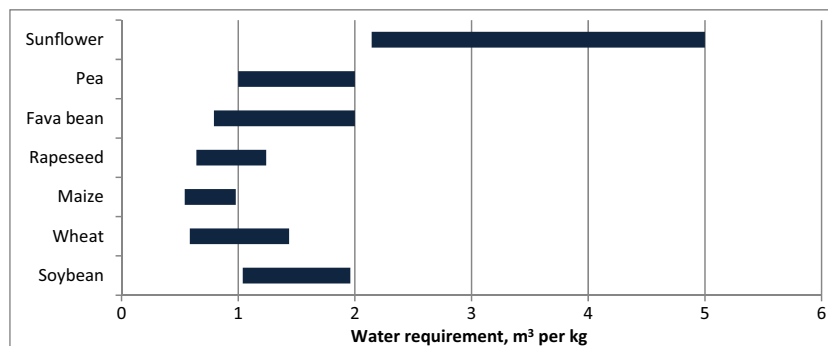 Sunflower
Pea
Fava bean
Rapeseed
Maize
Wheat
Soybean
0 1 2 3 4 5 6
Water requirement, m³ per kg